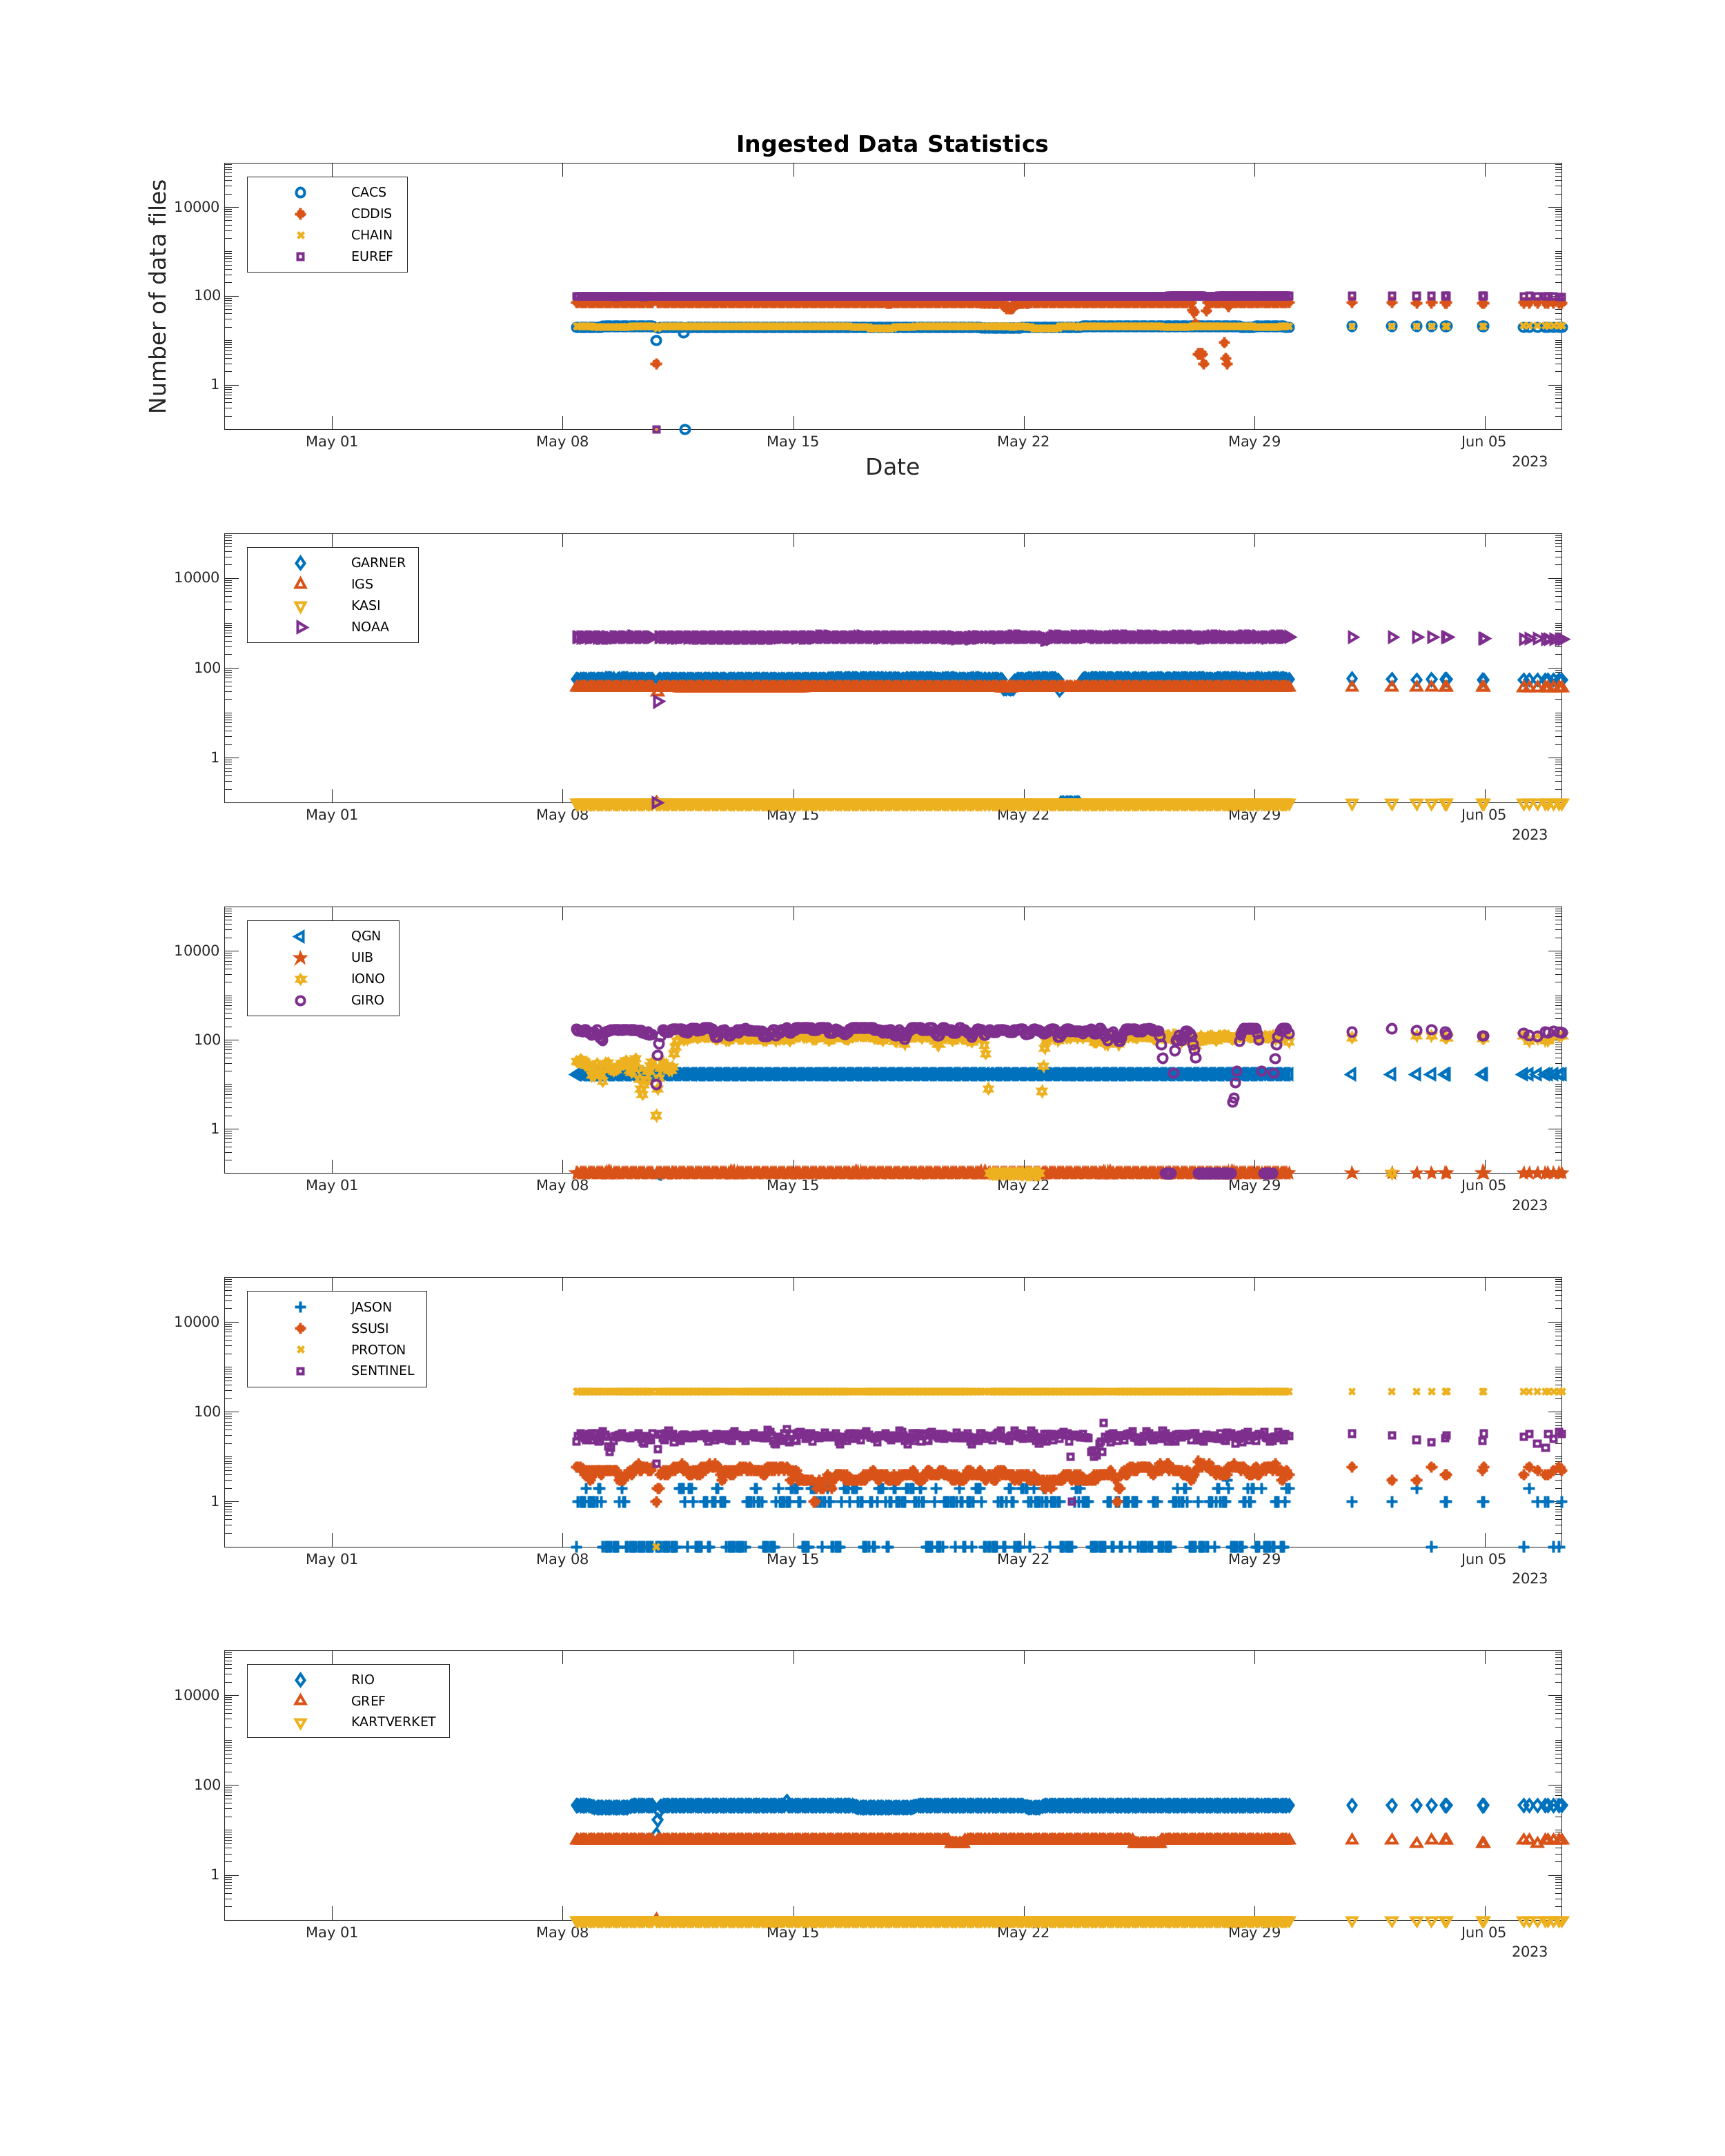 Ingested Data Statistics
Number of data files
10000
100
1
CACS
CDDIS
CHAIN
EUREF
May 01 May 08 May 15 May 22 May 29 Jun 05
2023
Date
10000
100
1
GARNER
IGS
KASI
NOAA
May 01 May 08 May 15 May 22 May 29 Jun 05
2023
10000
100
1
QGN
UIB
IONO
GIRO
May 01 May 08 May 15 May 22 May 29 Jun 05
2023
10000
100
1
JASON
SSUSI
PROTON
SENTINEL
May 01 May 08 May 15 May 22 May 29 Jun 05
2023
10000
100
1
RIO
GREF
KARTVERKET
May 01 May 08 May 15 May 22 May 29 Jun 05
2023